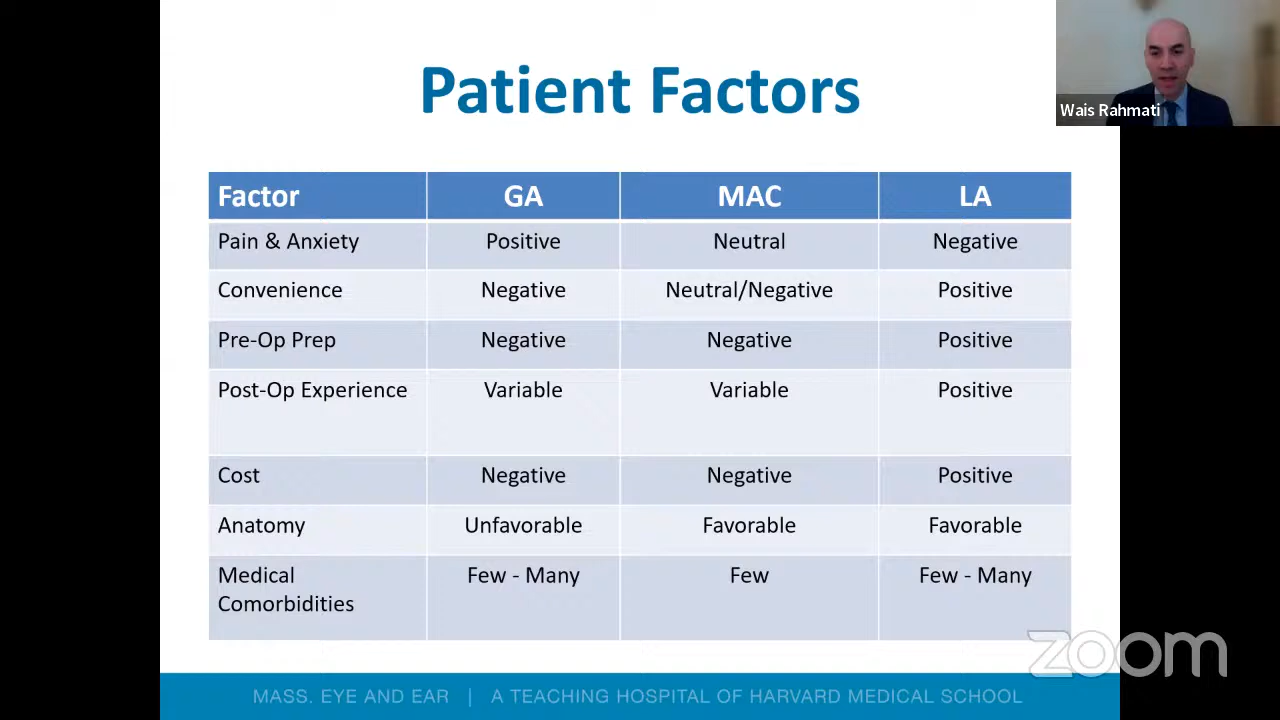 Patient Factors
Wais Rahmati
Factor GA MAC LA
Pain & Anxiety Positive Neutral Negative
Convenience Negative Neutral/Negative Positive
Pre-Op Prep Negative Negative Positive
Post-Op Experience Variable Variable Positive
Cost Negative Negative Positive
Anatomy Unfavorable Favorable Favorable
Medical Few - Many Few Few - Many
Comorbidities
zoom
MASS. EYE AND EAR | A TEACHING HOSPITAL OF HARVARD MEDICAL SCHOOL